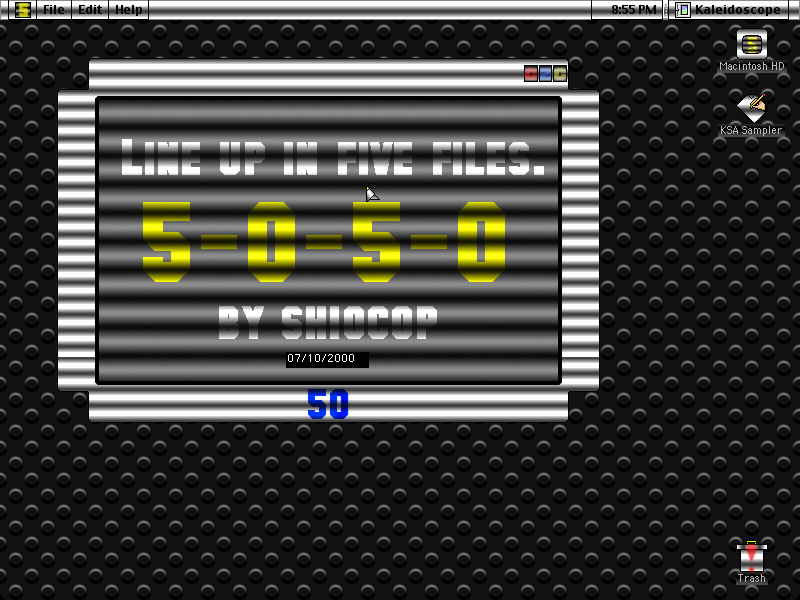 5 File Edit Help 8:55 PM Kaleidoscope
Macintosh HD
KSA Sampler
LINE UP IN FIVE FILES.
5-0-5-0
BY SHIOCOP
07/10/2000
50
Trash